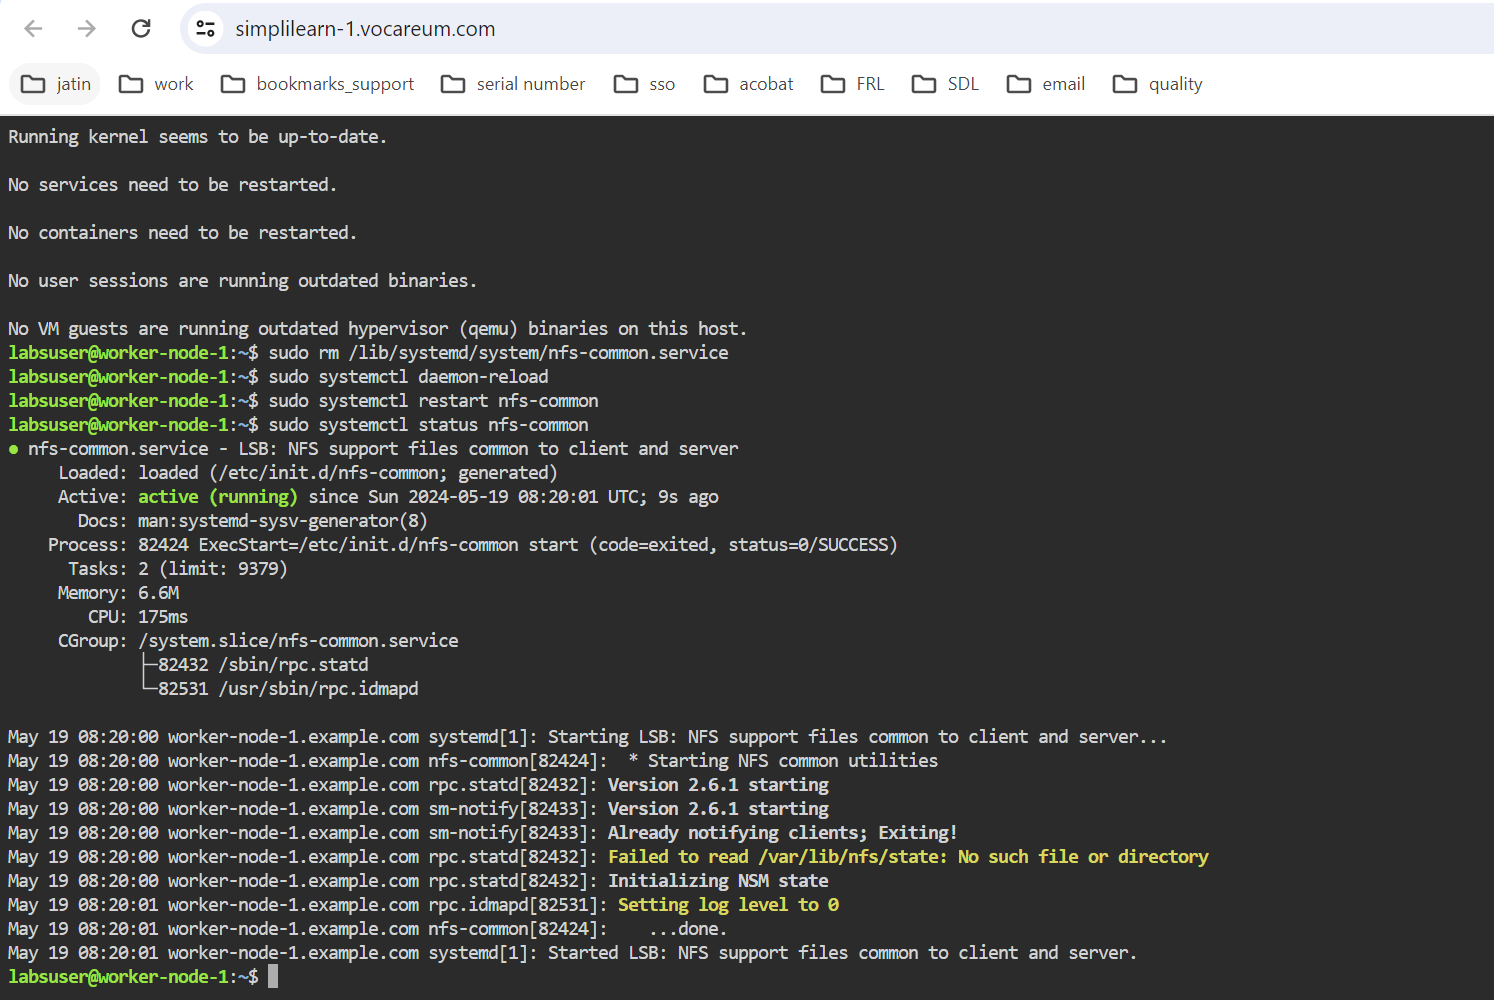 simplilearn-1.vocareum.com
jatin work bookmarks_support serial number sso acobat FRL SDL email quality
Running kernel seems to be up-to-date.
No services need to be restarted.
No containers need to be restarted.
No user sessions are running outdated binaries.
No VM guests are running outdated hypervisor (qemu) binaries on this host.
labsuser@worker-node-1:~$ sudo rm /lib/systemd/system/nfs-common.service
labsuser@worker-node-1:~$ sudo systemctl daemon-reload
labsuser@worker-node-1:~$ sudo systemctl restart nfs-common
labsuser@worker-node-1:~$ sudo systemctl status nfs-common
● nfs-common.service - LSB: NFS support files common to client and server
Loaded: loaded (/etc/init.d/nfs-common; generated)
Active: active (running) since Sun 2024-05-19 08:20:01 UTC; 9s ago
Docs: man:systemd-sysv-generator(8)
Process: 82424 ExecStart=/etc/init.d/nfs-common start (code=exited, status=0/SUCCESS)
Tasks: 2 (limit: 9379)
Memory: 6.6M
CPU: 175ms
CGroup: /system.slice/nfs-common.service
├─82432 /sbin/rpc.statd
└─82531 /usr/sbin/rpc.idmapd
May 19 08:20:00 worker-node-1.example.com systemd[1]: Starting LSB: NFS support files common to client and server...
May 19 08:20:00 worker-node-1.example.com nfs-common[82424]:  * Starting NFS common utilities
May 19 08:20:00 worker-node-1.example.com rpc.statd[82432]: Version 2.6.1 starting
May 19 08:20:00 worker-node-1.example.com sm-notify[82433]: Version 2.6.1 starting
May 19 08:20:00 worker-node-1.example.com sm-notify[82433]: Already notifying clients; Exiting!
May 19 08:20:00 worker-node-1.example.com rpc.statd[82432]: Failed to read /var/lib/nfs/state: No such file or directory
May 19 08:20:00 worker-node-1.example.com rpc.statd[82432]: Initializing NSM state
May 19 08:20:01 worker-node-1.example.com rpc.idmapd[82531]: Setting log level to 0
May 19 08:20:01 worker-node-1.example.com nfs-common[82424]:    ...done.
May 19 08:20:01 worker-node-1.example.com systemd[1]: Started LSB: NFS support files common to client and server.
labsuser@worker-node-1:~$